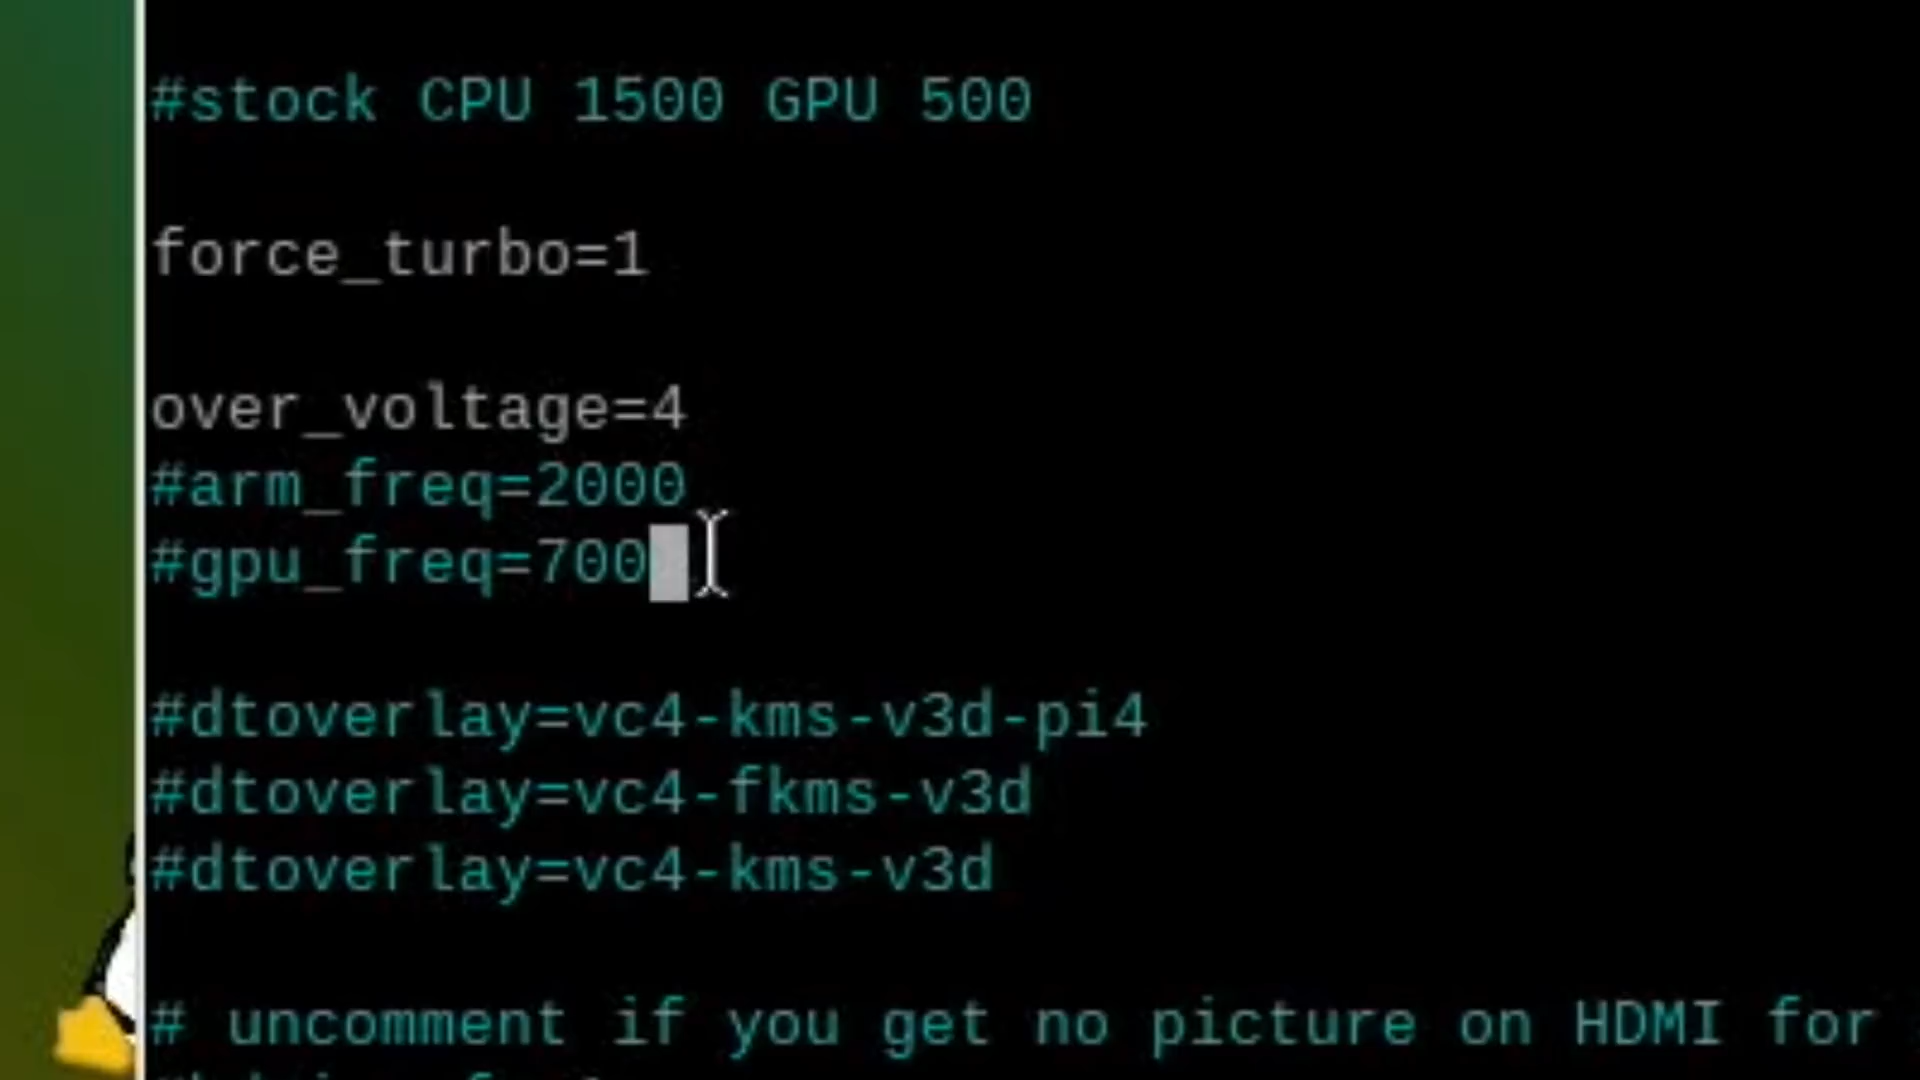 #stock CPU 1500 GPU 500
force_turbo=1
over_voltage=4
#arm_freq=2000
#gpu_freq=700
#dtoverlay=vc4-kms-v3d-pi4
#dtoverlay=vc4-fkms-v3d
#dtoverlay=vc4-kms-v3d
# uncomment if you get no picture on HDMI for